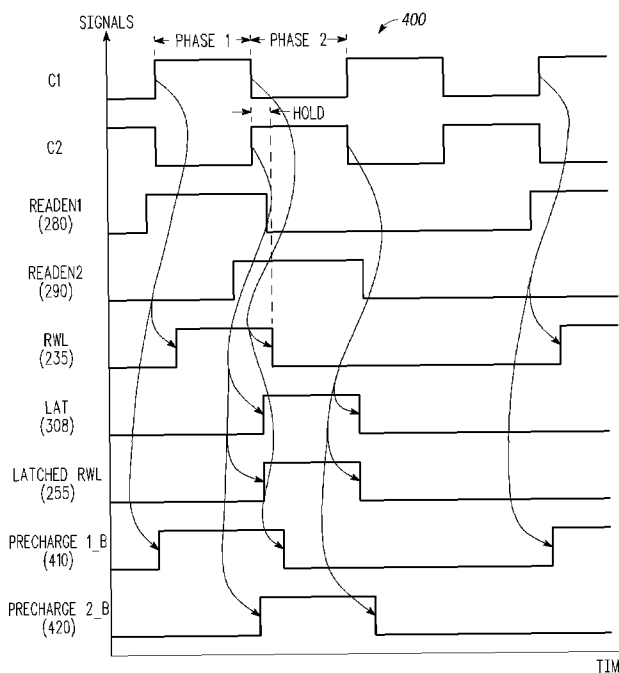 SIGNALS
PHASE 1 PHASE 2
400
C1
HOLD
C2
READEN1
(280)
READEN2
(290)
RWL
(235)
LAT
(308)
LATCHED RWL
(255)
PRECHARGE 1_B
(410)
PRECHARGE 2_B
(420)
TIM